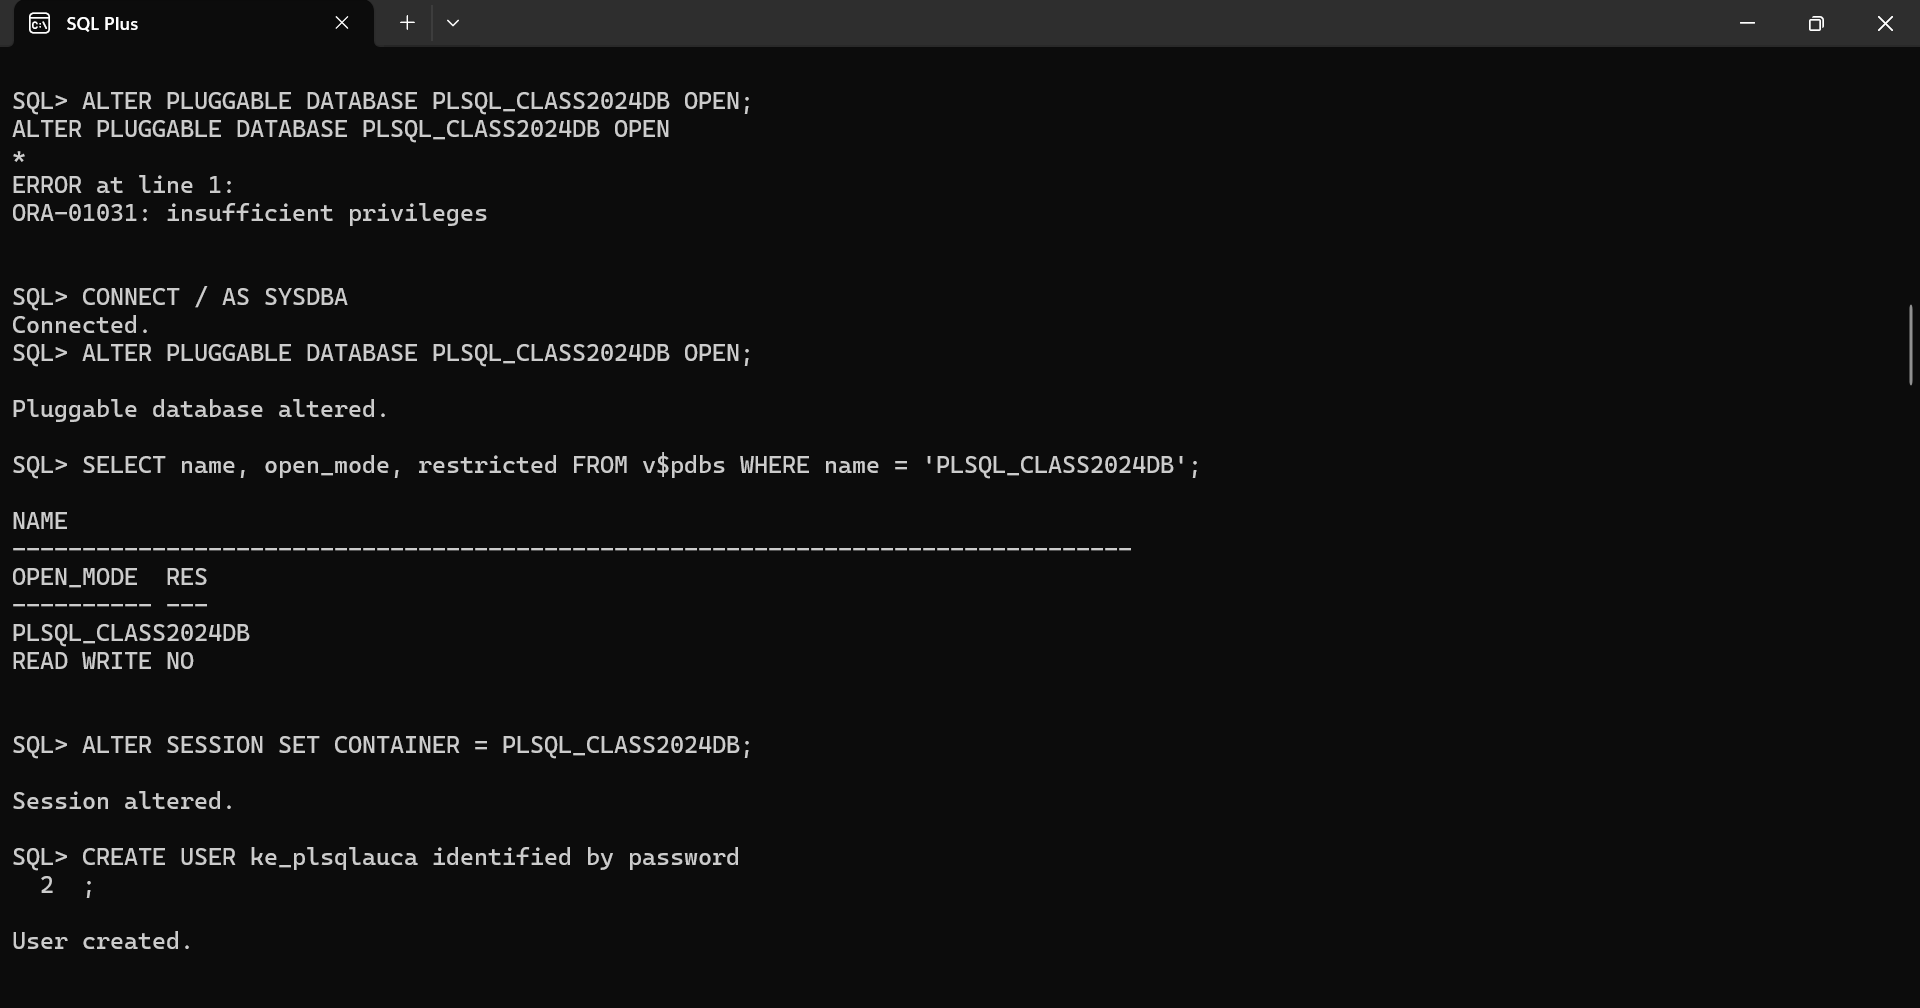 SQL Plus
SQL> ALTER PLUGGABLE DATABASE PLSQL_CLASS2024DB OPEN;
ALTER PLUGGABLE DATABASE PLSQL_CLASS2024DB OPEN
*
ERROR at line 1:
ORA-01031: insufficient privileges
SQL> CONNECT / AS SYSDBA
Connected.
SQL> ALTER PLUGGABLE DATABASE PLSQL_CLASS2024DB OPEN;
Pluggable database altered.
SQL> SELECT name, open_mode, restricted FROM v$pdbs WHERE name = 'PLSQL_CLASS2024DB';
NAME
--------------------------------------------------------------------------------
OPEN_MODE  RES
---------- ---
PLSQL_CLASS2024DB
READ WRITE NO
SQL> ALTER SESSION SET CONTAINER = PLSQL_CLASS2024DB;
Session altered.
SQL> CREATE USER ke_plsqlauca identified by password
  2  ;
User created.